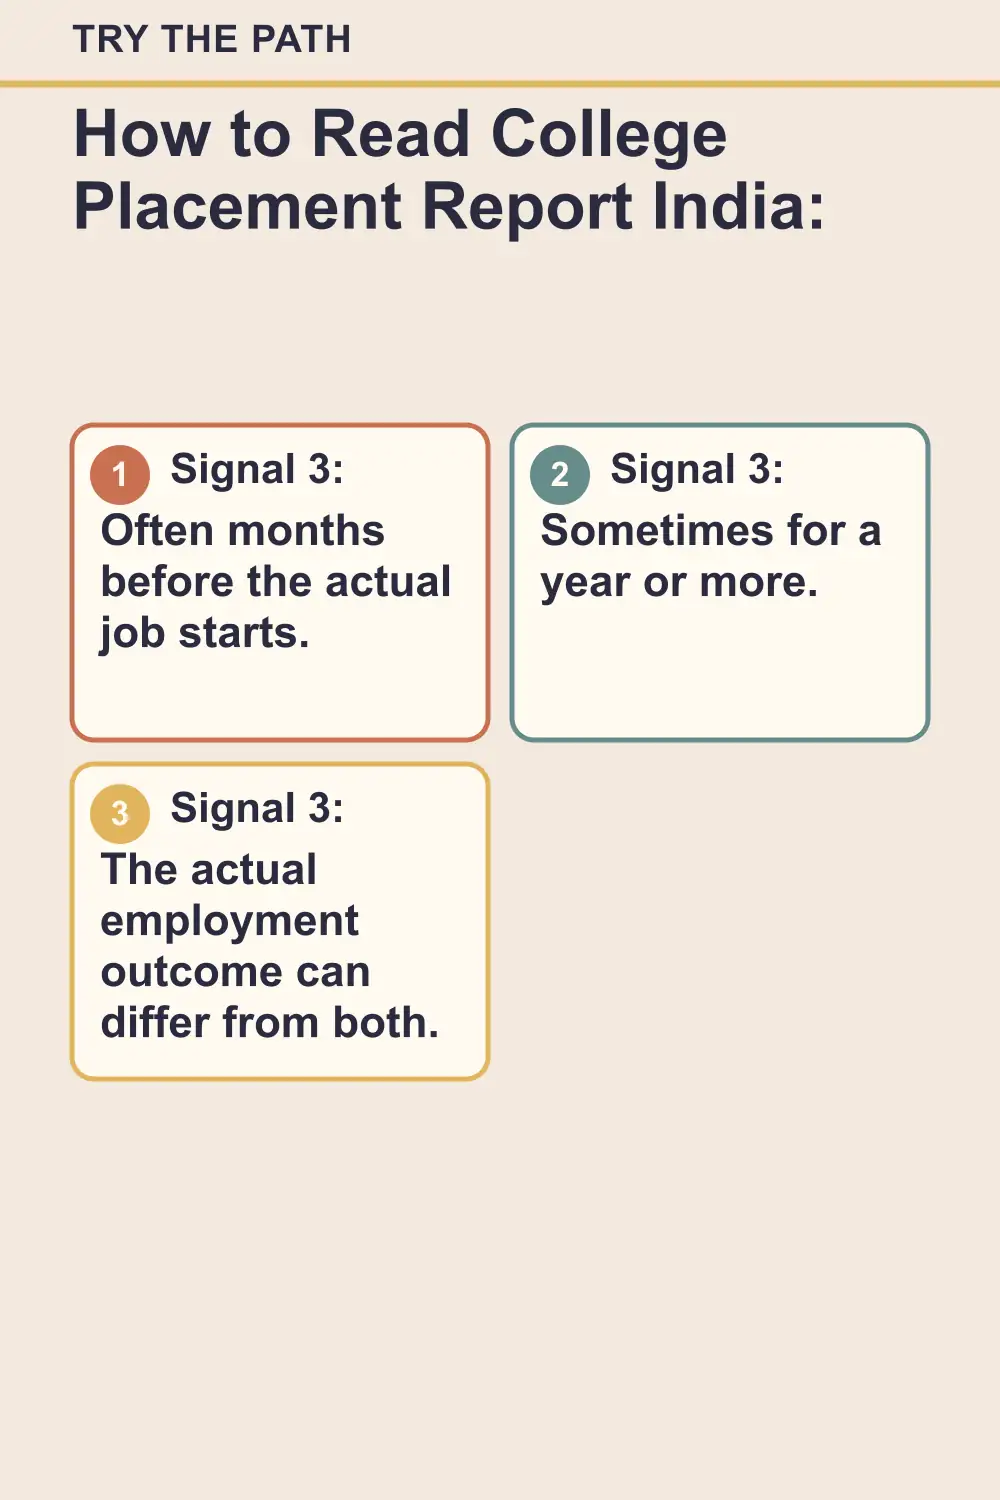 TRY THE PATH
How to Read College
Placement Report India:
1 Signal 3:
Often months
before the actual
job starts.
2 Signal 3:
Sometimes for a
year or more.
3 Signal 3:
The actual
employment
outcome can
differ from both.